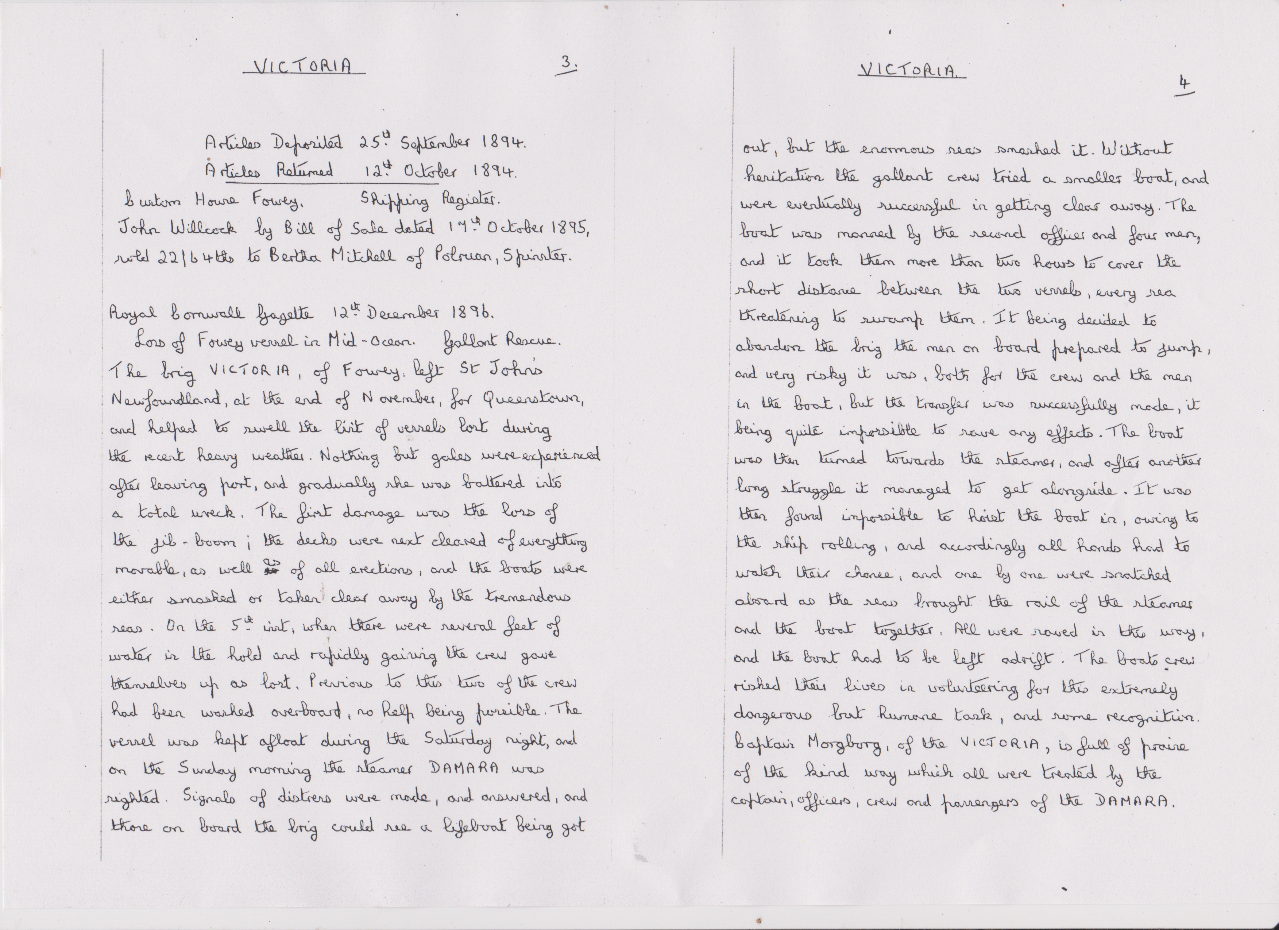 VICTORIA 3.
Articles Deposited 25th September 1894.
Articles Returned 12th October 1894.
Custom House Fowey. Shipping Register.
John Willcock by Bill of Sale dated 17th October 1895,
sold 22/64ths to Bertha Mitchell of Polruan, Spinster.
Royal Cornwall Gazette 12th December 1896.
Loss of Fowey vessel in Mid-Ocean. Gallant Rescue.
The brig VICTORIA, of Fowey, left St John's
Newfoundland, at the end of November, for Queenstown,
and helped to swell the list of vessels lost during
the recent heavy weather. Nothing but gales were experienced
after leaving port, and gradually she was battered into
a total wreck. The first damage was the loss of
the jib-boom; the decks were next cleared of everything
movable, as well as of all erections, and the boats were
either smashed or taken clear away by the tremendous
seas. On the 5th inst, when there were several feet of
water in the hold and rapidly gaining the crew gave
themselves up as lost. Previous to this two of the crew
had been washed overboard, no help being possible. The
vessel was kept afloat during the Saturday night, and
on the Sunday morning the steamer DAMARA was
sighted. Signals of distress were made, and answered, and
those on board the brig could see a lifeboat being got
VICTORIA. 4
out, but the enormous seas smashed it. Without
hesitation the gallant crew tried a smaller boat, and
were eventually successful in getting clear away. The
boat was manned by the second officer and four men,
and it took them more than two hours to cover the
short distance between the two vessels, every sea
threatening to swamp them. It being decided to
abandon the brig the men on board prepared to jump,
and very risky it was, both for the crew and the men
in the boat, but the transfer was successfully made, it
being quite impossible to save any effects. The boat
was then turned towards the steamer, and after another
long struggle it managed to get alongside. It was
then found impossible to hoist the boat in, owing to
the ship rolling, and accordingly all hands had to
watch their chance, and one by one were snatched
aboard as the seas brought the rail of the steamer
and the boat together. All were saved in this way,
and the boat had to be left adrift. The boats crew
risked their lives in volunteering for this extremely
dangerous but humane task, and some recognition.
Captain Morgborg, of the VICTORIA, is full of praise
of the kind way which all were treated by the
captain, officers, crew and passengers of the DAMARA.